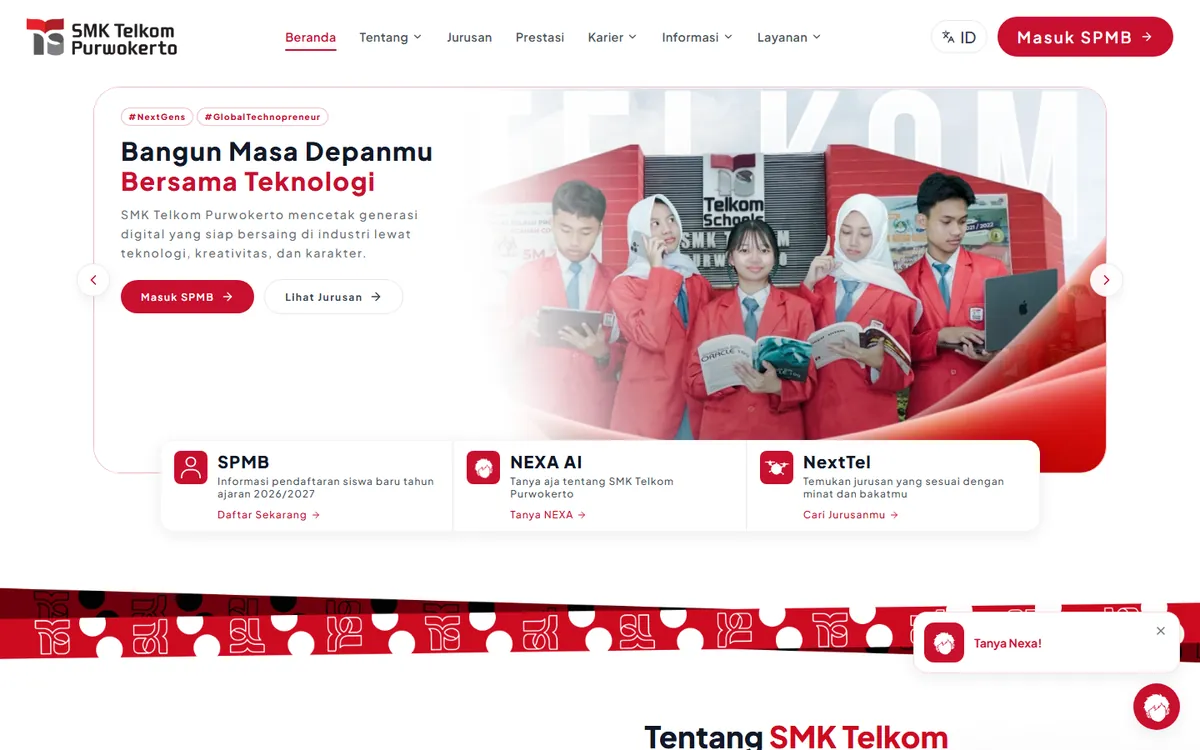 SMK Telkom
Purwokerto
Beranda
Tentang
Jurusan
Prestasi
Karier
Informasi
Layanan
ID
Masuk SPMB
#NextGens
#GlobalTechnopreneur
Bangun Masa Depanmu
Bersama Teknologi
SMK Telkom Purwokerto mencetak generasi
digital yang siap bersaing di industri lewat
teknologi, kreativitas, dan karakter.
Masuk SPMB
Lihat Jurusan
TELKOM
Telkom
Schools
SPMB
Informasi pendaftaran siswa baru tahun
ajaran 2026/2027
Daftar Sekarang
NEXA AI
Tanya aja tentang SMK Telkom
Purwokerto
Tanya NEXA
NextTel
Temukan jurusan yang sesuai dengan
minat dan bakatmu
Cari Jurusanmu
Tanya Nexa!
Tentang SMK Telkom